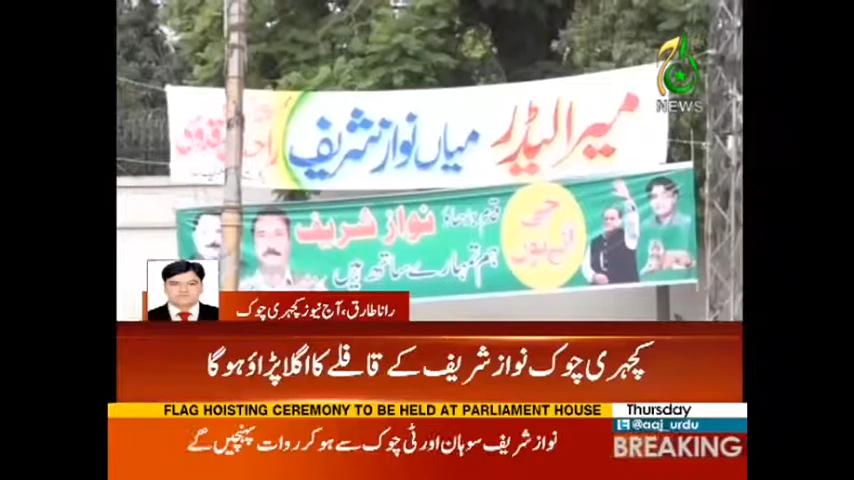 NEWS
میرا لیڈر میاں نواز شریف
قدم بڑھاؤ نواز شریف
ہم تمہارے ساتھ ہیں
رانا طارق، آج نیوز کچہری چوک
کچہری چوک نواز شریف کے قافلے کا اگلا پڑاؤ ہوگا
FLAG HOISTING CEREMONY TO BE HELD AT PARLIAMENT HOUSE
Thursday
@aaj_urdu
نواز شریف سوہان اور ٹی چوک سے ہو کر روات پہنچیں گے
BREAKING